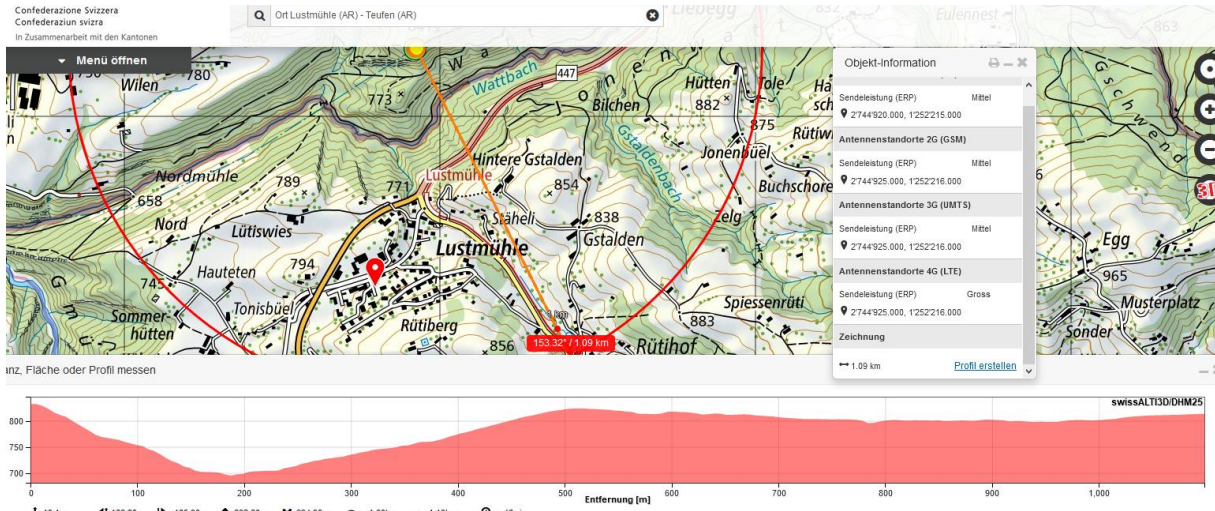 Confederazione Svizzera
Confederaziun svizra
In Zusammenarbeit mit den Kantonen
Ort Lustmühle (AR) - Teufen (AR)
Menü öffnen
Wilen
780
773
Wattbach
447
Bilchen
Hütten
882
Tole
875
Jonenbüel
Buchschore
Gstaldenbach
Nordmühle
658
789
771
Lustmühle
Hintere Gstalden
854
Stäheli
838
Gstalden
Zelg
Nord
Lütiswies
Lustmühle
Hauteten
794
745
Sommer-
hütten
Tonisbüel
Rütiberg
856
1 km
153.32° / 1.09 km
Rütihof
883
Spiessenrüti
Eulennest
863
Gschwend
Egg
965
Musterplatz
Sonder
3D
Objekt-Information
Sendeleistung (ERP) Mittel
2'744'920.000, 1'252'215.000
Antennenstandorte 2G (GSM)
Sendeleistung (ERP) Mittel
2'744'925.000, 1'252'216.000
Antennenstandorte 3G (UMTS)
Sendeleistung (ERP) Mittel
2'744'925.000, 1'252'216.000
Antennenstandorte 4G (LTE)
Sendeleistung (ERP) Gross
2'744'925.000, 1'252'216.000
Zeichnung
1.09 km Profil erstellen
anz, Fläche oder Profil messen
swissALTI3D/DHM25
800
750
700
0 100 200 300 400 500 600 700 800 900 1,000
Entfernung [m]